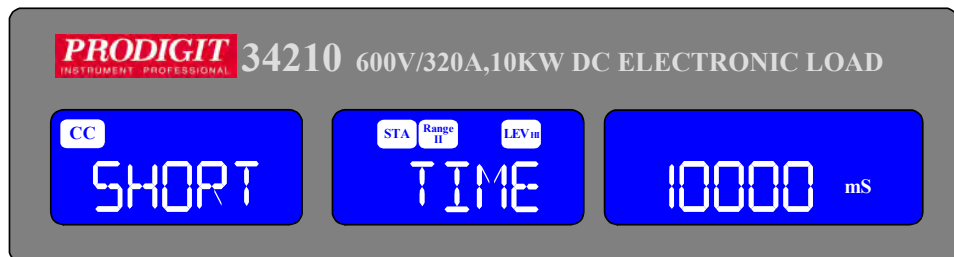 PRODIGIT
INSTRUMENT PROFESSIONAL
34210 600V/320A,10KW DC ELECTRONIC LOAD
CC
SHORT
STA Range II LEV HI
TIME
10000 mS